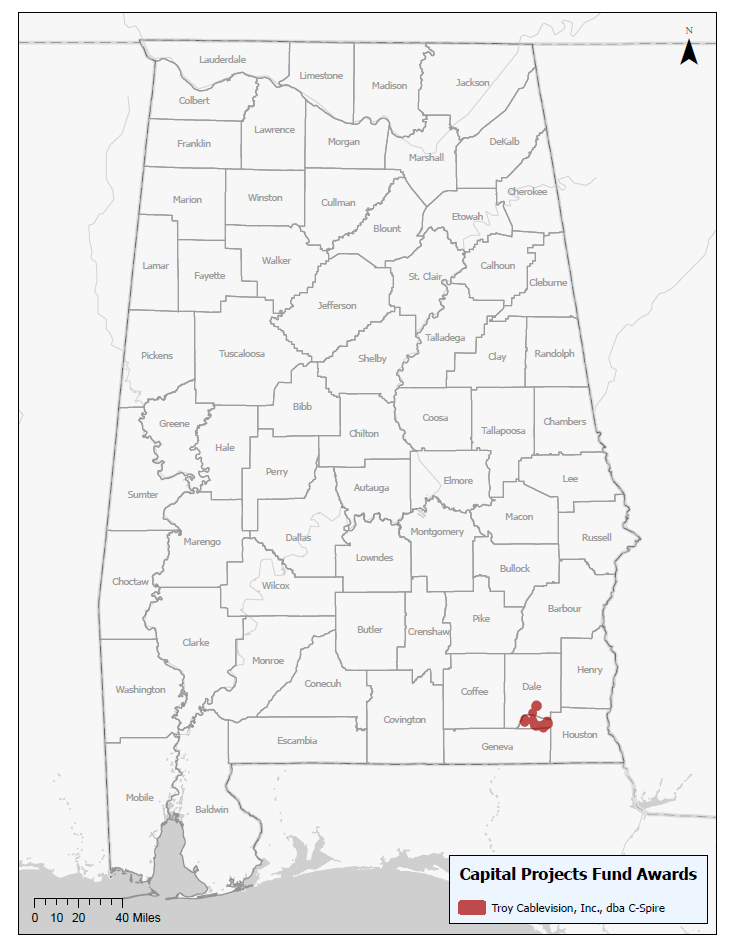 N
Lauderdale
Limestone
Madison
Jackson
Colbert
Lawrence
Franklin
Morgan
DeKalb
Marshall
Cherokee
Marion
Winston
Cullman
Etowah
Blount
Walker
Lamar
Fayette
St. Clair
Calhoun
Cleburne
Jefferson
Talladega
Pickens
Tuscaloosa
Shelby
Clay
Randolph
Bibb
Coosa
Chambers
Greene
Tallapoosa
Chilton
Hale
Perry
Elmore
Lee
Autauga
Sumter
Macon
Montgomery
Dallas
Russell
Marengo
Lowndes
Bullock
Choctaw
Wilcox
Barbour
Pike
Butler
Crenshaw
Clarke
Monroe
Henry
Conecuh
Dale
Washington
Coffee
Covington
Houston
Escambia
Geneva
Mobile
Baldwin
Capital Projects Fund Awards
Troy Cablevision, Inc., dba C-Spire
0 10 20 40 Miles